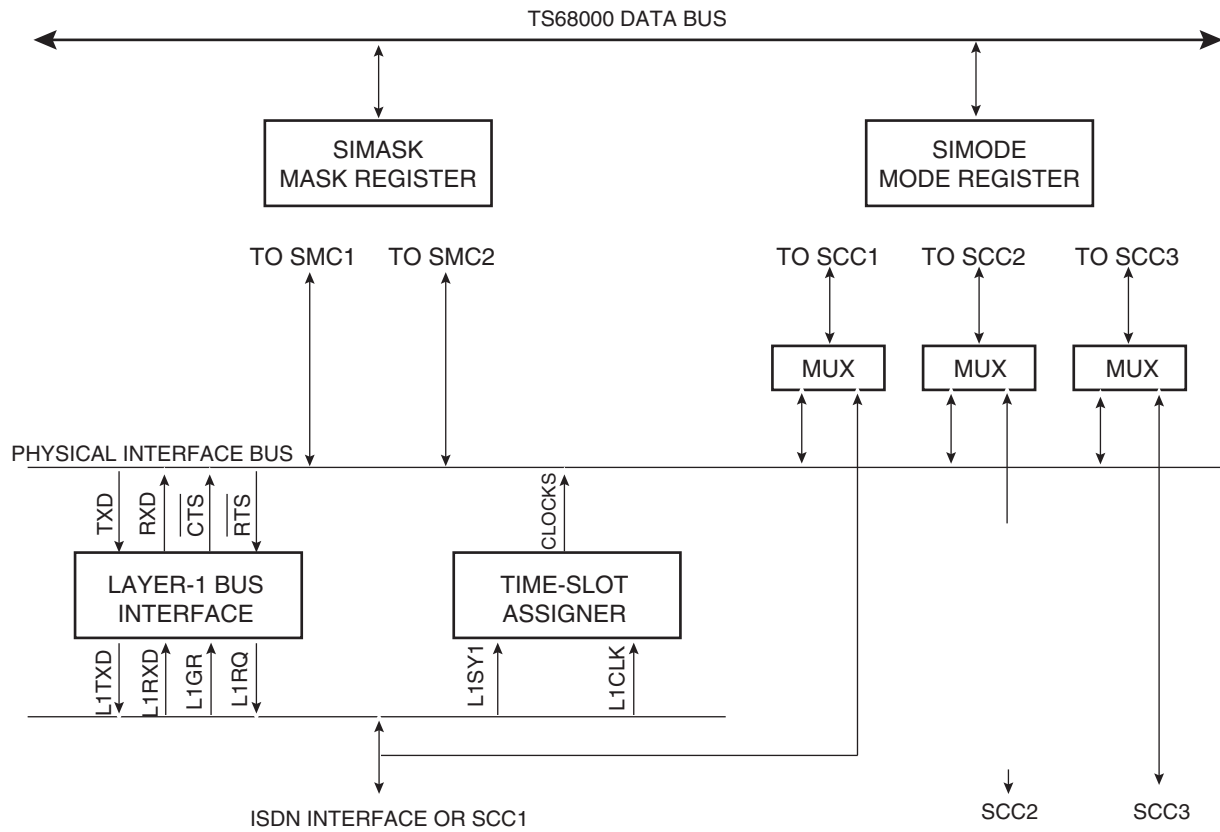 TS68000 DATA BUS
SIMASK
MASK REGISTER
SIMODE
MODE REGISTER
TO SMC1
TO SMC2
TO SCC1
TO SCC2
TO SCC3
MUX
MUX
MUX
PHYSICAL INTERFACE BUS
TXD
RXD
CTS
RTS
CLOCKS
LAYER-1 BUS
INTERFACE
TIME-SLOT
ASSIGNER
L1TXD
L1RXD
L1GR
L1RQ
L1SY1
L1CLK
ISDN INTERFACE OR SCC1
SCC2
SCC3